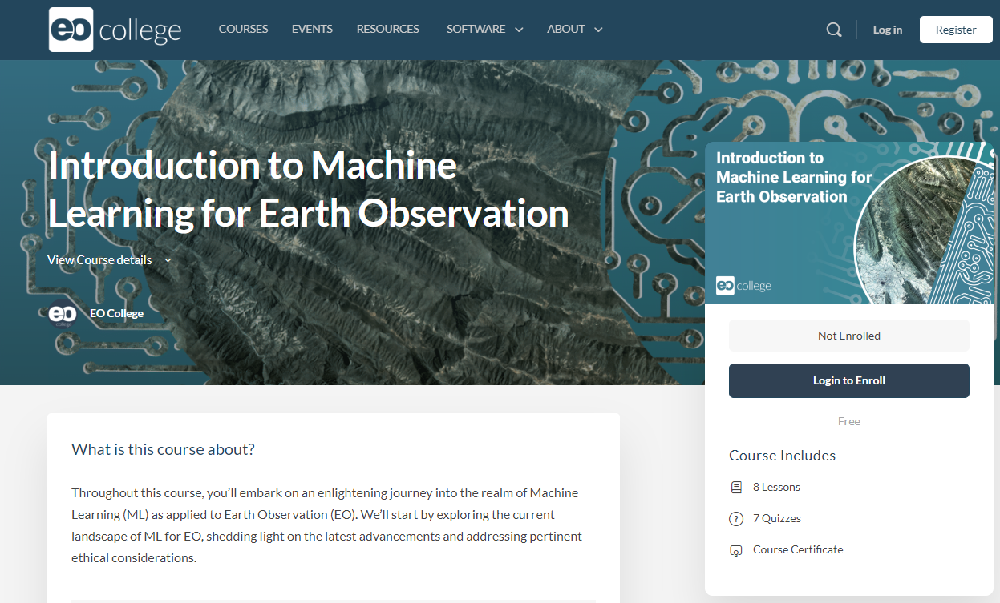 eo college
COURSES
EVENTS
RESOURCES
SOFTWARE
ABOUT
Log in
Register
Introduction to Machine
Learning for Earth Observation
View Course details
eo college
EO College
Introduction to
Machine Learning for
Earth Observation
eo college
Not Enrolled
Login to Enroll
Free
Course Includes
8 Lessons
7 Quizzes
Course Certificate
What is this course about?
Throughout this course, you’ll embark on an enlightening journey into the realm of Machine
Learning (ML) as applied to Earth Observation (EO). We’ll start by exploring the current
landscape of ML for EO, shedding light on the latest advancements and addressing pertinent
ethical considerations.